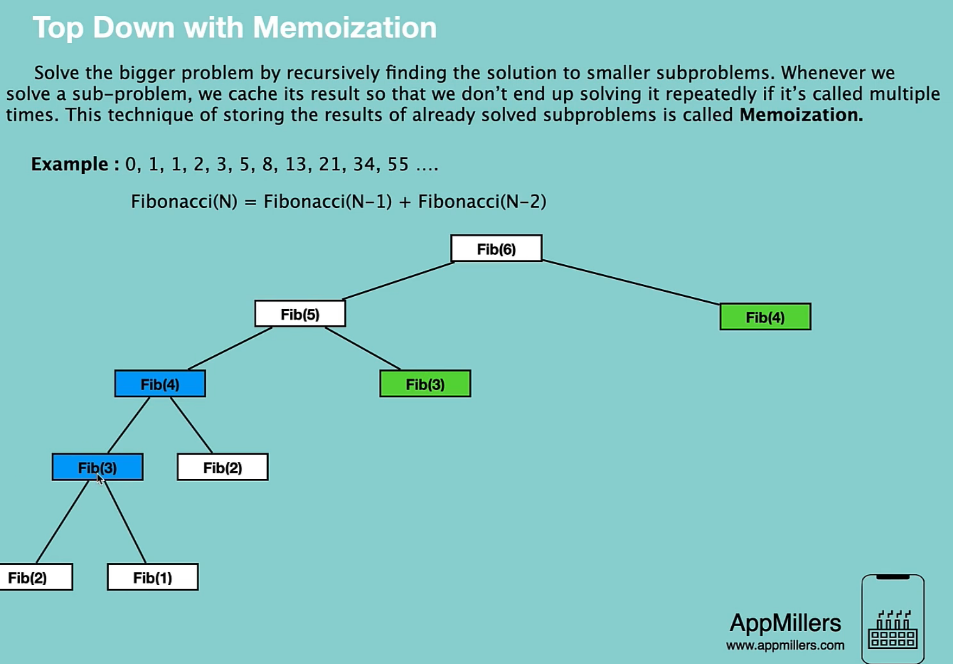 Top Down with Memoization
Solve the bigger problem by recursively finding the solution to smaller subproblems. Whenever we
solve a sub-problem, we cache its result so that we don’t end up solving it repeatedly if it’s called multiple
times. This technique of storing the results of already solved subproblems is called Memoization.
Example : 0, 1, 1, 2, 3, 5, 8, 13, 21, 34, 55 ....
Fibonacci(N) = Fibonacci(N-1) + Fibonacci(N-2)
Fib(6)
Fib(5)
Fib(4)
Fib(4)
Fib(3)
Fib(3)
Fib(2)
Fib(2)
Fib(1)
AppMillers
www.appmillers.com